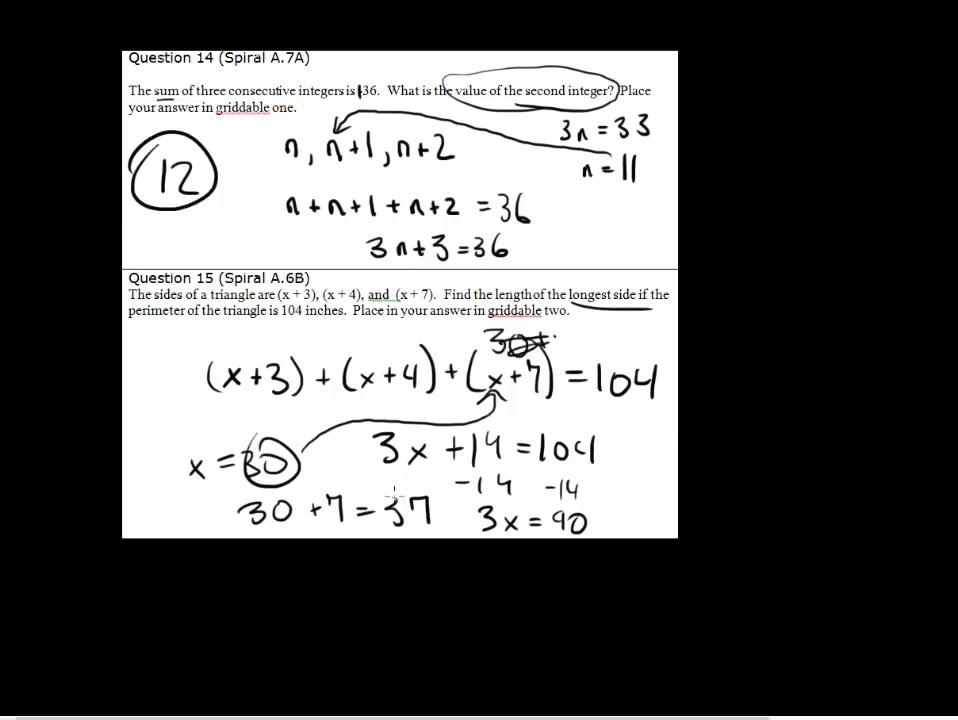 Question 14 (Spiral A.7A)
The sum of three consecutive integers is 36. What is the value of the second integer? Place
your answer in griddable one.
3n = 33
n, n+1, n+2
n = 11
12
n + n + 1 + n + 2 = 36
3n + 3 = 36
Question 15 (Spiral A.6B)
The sides of a triangle are (x + 3), (x + 4), and (x + 7). Find the length of the longest side if the
perimeter of the triangle is 104 inches. Place in your answer in griddable two.
(x+3) + (x+4) + (x+7) = 104
3x + 14 = 104
x = 30
-14 -14
30 + 7 = 37
3x = 90